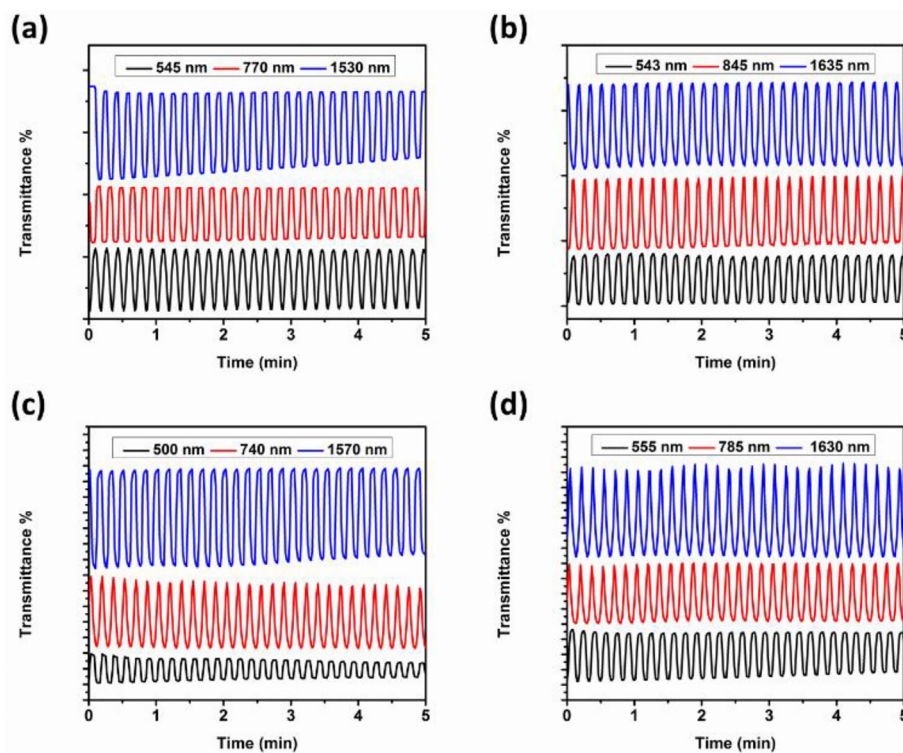 (a)
545 nm 770 nm 1530 nm
Transmittance %
0 1 2 3 4 5
Time (min)
(b)
543 nm 845 nm 1635 nm
Transmittance %
0 1 2 3 4 5
Time (min)
(c)
500 nm 740 nm 1570 nm
Transmittance %
0 1 2 3 4 5
Time (min)
(d)
555 nm 785 nm 1630 nm
Transmittance %
0 1 2 3 4 5
Time (min)